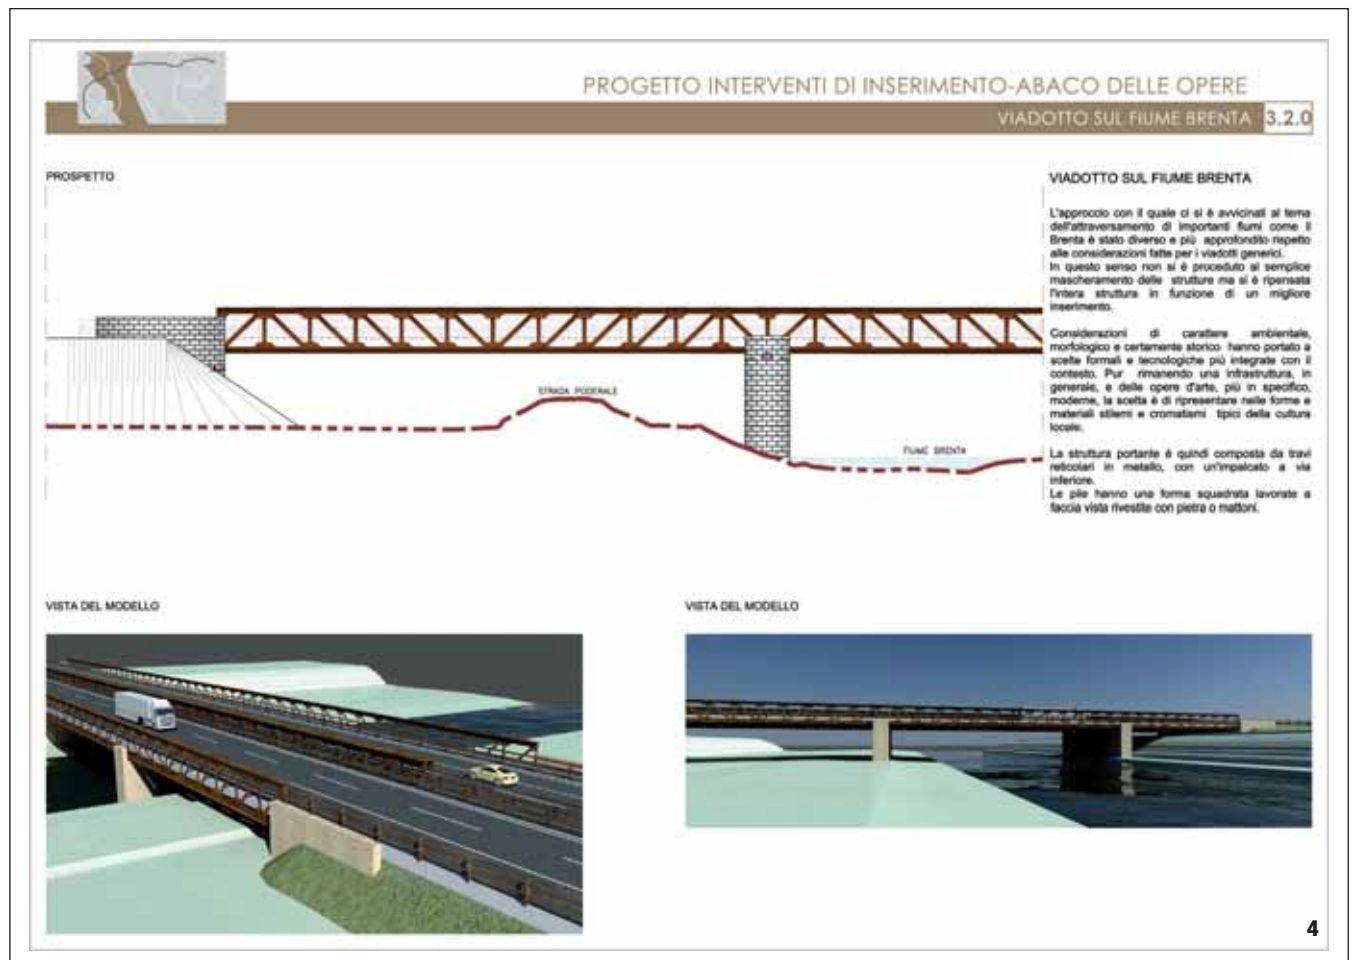 PROGETTO INTERVENTI DI INSERIMENTO-ABACO DELLE OPERE
VIADOTTO SUL FIUME BRENTA 3.2.0
PROSPETTO
STRADA PODERALE
FIUME BRENTA
VIADOTTO SUL FIUME BRENTA
L'approccio con il quale ci si è avvicinati al tema
dell'attraversamento di importanti fiumi come il
Brenta è stato diverso e più approfondito rispetto
alle considerazioni fatte per i viadotti generici.
In questo senso non si è proceduto al semplice
mascheramento delle strutture ma si è ripensata
l'intera struttura in funzione di un migliore
inserimento.
Considerazioni di carattere ambientale,
morfologico e certamente storico hanno portato a
scelte formali e tecnologiche più integrate con il
contesto. Pur rimanendo una infrastruttura, in
generale, e delle opere d'arte, più in specifico,
moderne, la scelta è di ripresentare nelle forme e
materiali stilemi e cromatismi tipici della cultura
locale.
La struttura portante è quindi composta da travi
reticolari in metallo, con un'impalcato a via
inferiore.
Le pile hanno una forma squadrata lavorate a
faccia vista rivestite con pietra o mattoni.
VISTA DEL MODELLO
VISTA DEL MODELLO
4